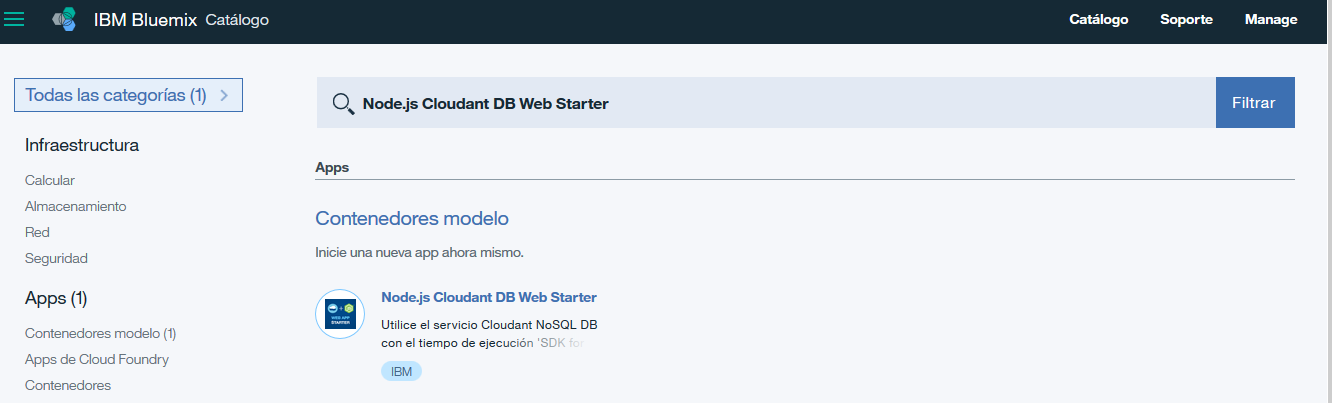 IBM Bluemix Catálogo
Catálogo Soporte Manage
Todas las categorías (1)
Infraestructura
Calcular
Almacenamiento
Red
Seguridad
Apps (1)
Contenedores modelo (1)
Apps de Cloud Foundry
Contenedores
Node.js Cloudant DB Web Starter
Filtrar
Apps
Contenedores modelo
Inicie una nueva app ahora mismo.
WEB APP
STARTER
Node.js Cloudant DB Web Starter
Utilice el servicio Cloudant NoSQL DB
con el tiempo de ejecución 'SDK for
IBM